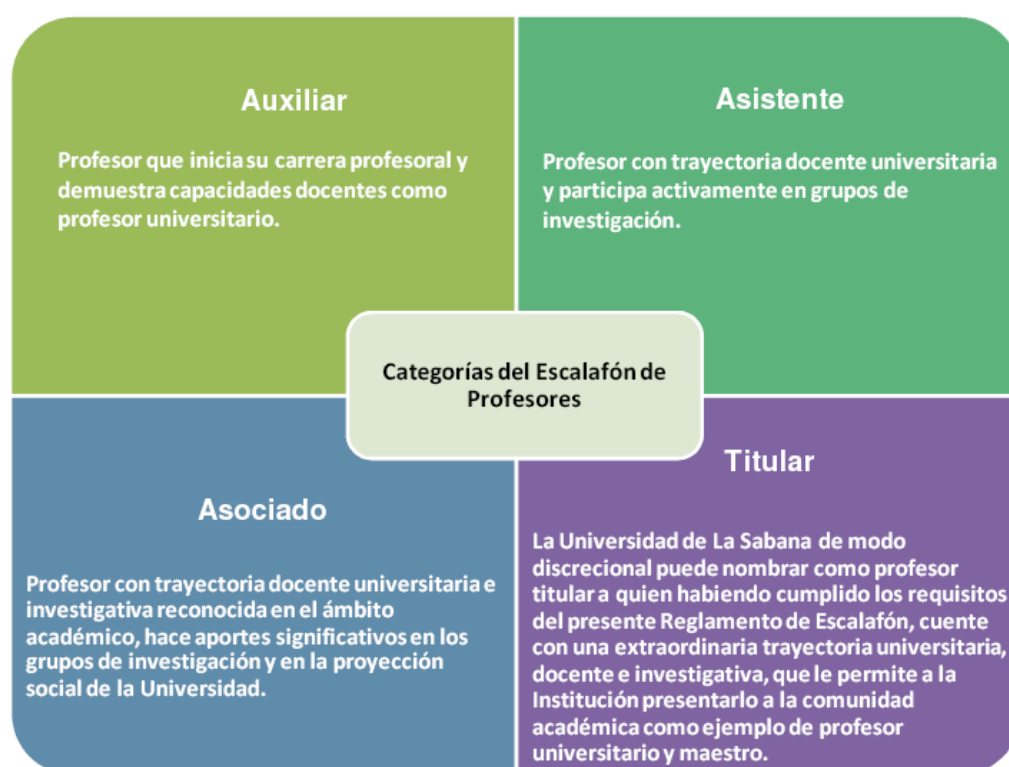 Auxiliar
Profesor que inicia su carrera profesoral y
demuestra capacidades docentes como
profesor universitario.
Asistente
Profesor con trayectoria docente universitaria
y participa activamente en grupos de
investigación.
Categorías del Escalafón de
Profesores
Asociado
Profesor con trayectoria docente universitaria e
investigativa reconocida en el ámbito
académico, hace aportes significativos en los
grupos de investigación y en la proyección
social de la Universidad.
Titular
La Universidad de La Sabana de modo
discrecional puede nombrar como profesor
titular a quien habiendo cumplido los requisitos
del presente Reglamento de Escalafón, cuente
con una extraordinaria trayectoria universitaria,
docente e investigativa, que le permite a la
Institución presentarlo a la comunidad
académica como ejemplo de profesor
universitario y maestro.